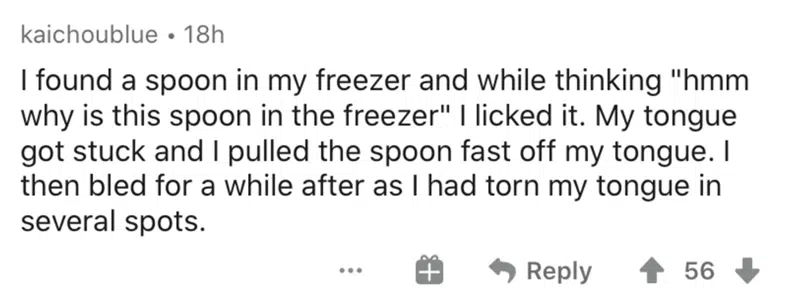 kaichoublue • 18h
I found a spoon in my freezer and while thinking "hmm
why is this spoon in the freezer" I licked it. My tongue
got stuck and I pulled the spoon fast off my tongue. I
then bled for a while after as I had torn my tongue in
several spots.
... Reply 56